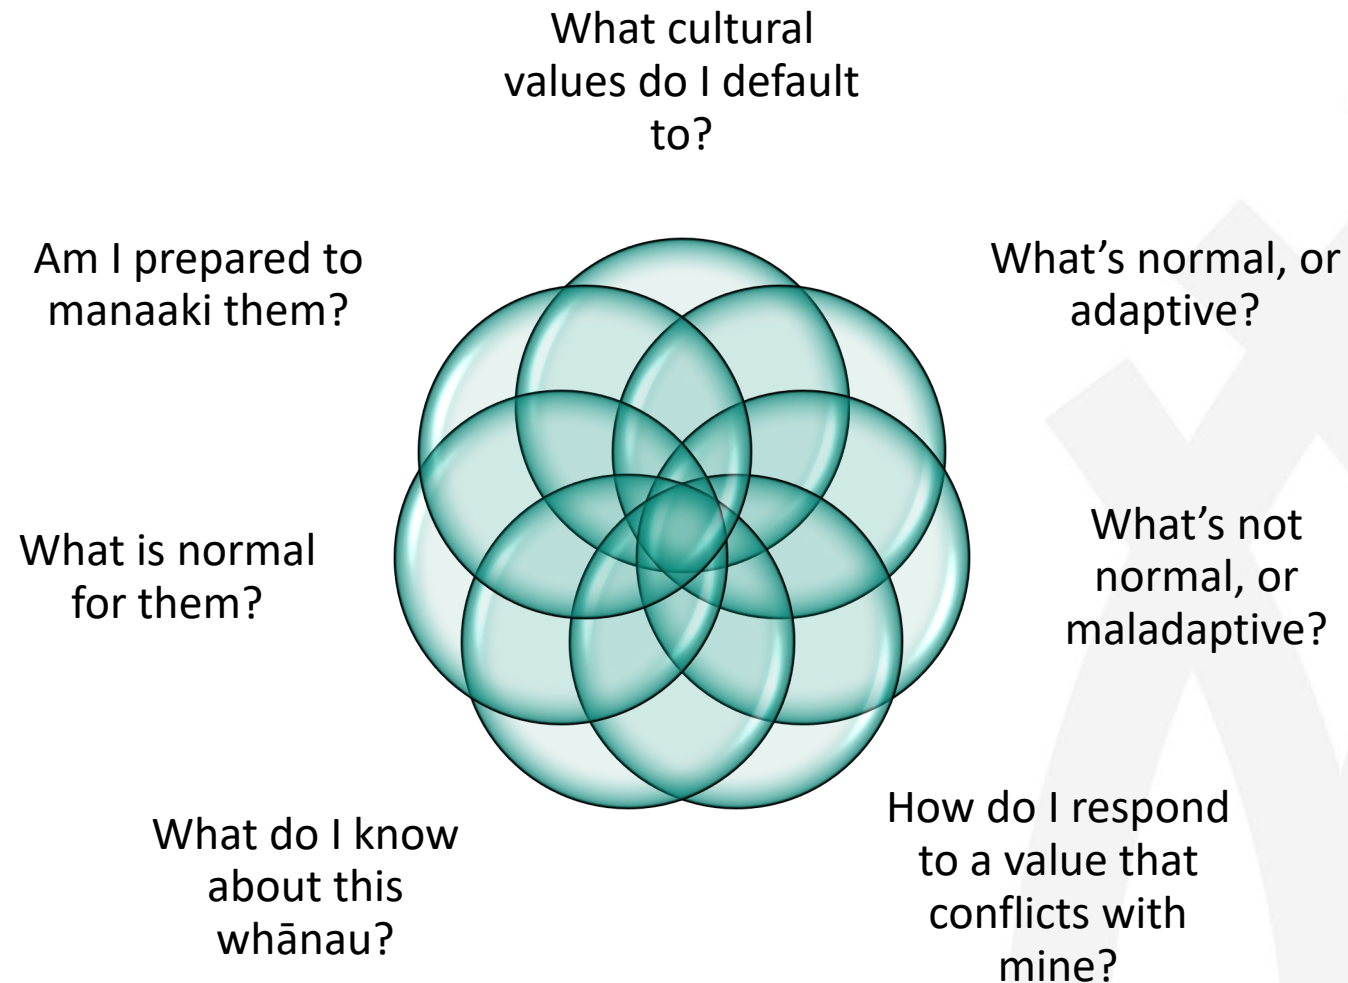 What cultural
values do I default
to?
What's normal, or
adaptive?
What's not
normal, or
maladaptive?
How do I respond
to a value that
conflicts with
mine?
What do I know
about this
whānau?
What is normal
for them?
Am I prepared to
manaaki them?